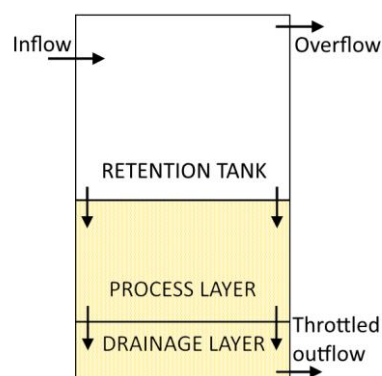 Inflow
Overflow
RETENTION TANK
PROCESS LAYER
DRAINAGE LAYER
Throttled
outflow